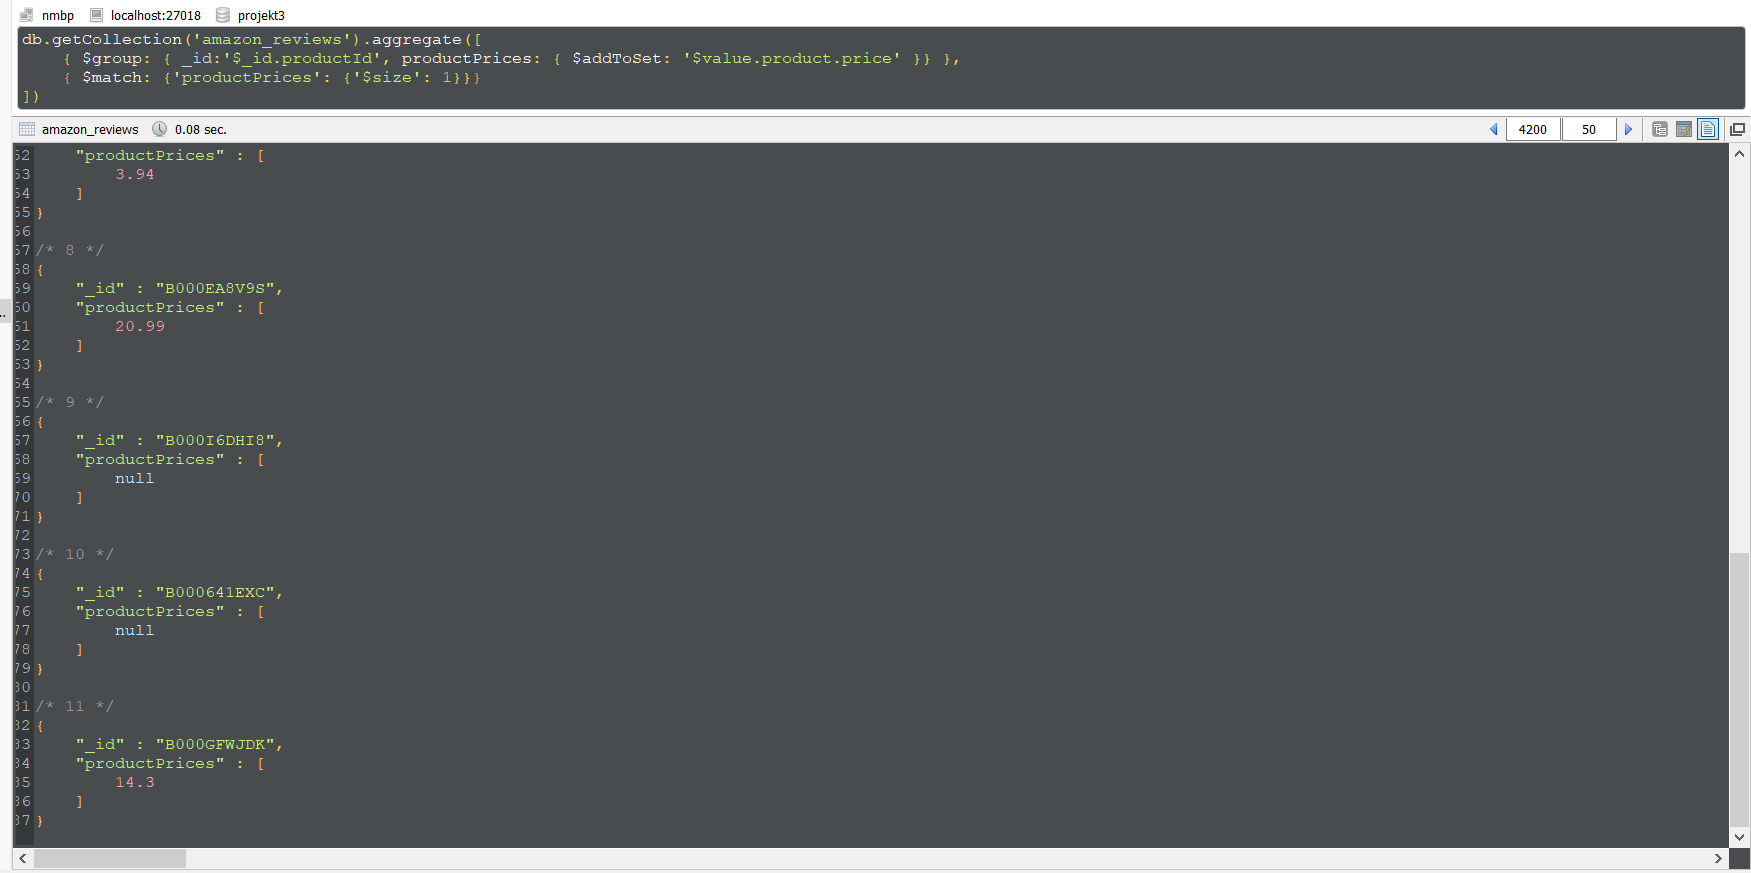 nmbp localhost:27018 projekt3
db.getCollection('amazon_reviews').aggregate([
    { $group: { _id:'$_id.productId', productPrices: { $addToSet: '$value.product.price' }} },
    { $match: {'productPrices': {'$size': 1}}}
])
amazon_reviews 0.08 sec. 4200 50
52     "productPrices" : [
53         3.94
54     ]
55 }
56
57 /* 8 */
58 {
59     "_id" : "B000EA8V9S",
60     "productPrices" : [
61         20.99
62     ]
63 }
64
65 /* 9 */
66 {
67     "_id" : "B000I6DHI8",
68     "productPrices" : [
69         null
70     ]
71 }
72
73 /* 10 */
74 {
75     "_id" : "B000641EXC",
76     "productPrices" : [
77         null
78     ]
79 }
80
81 /* 11 */
82 {
83     "_id" : "B000GFWJDK",
84     "productPrices" : [
85         14.3
86     ]
87 }